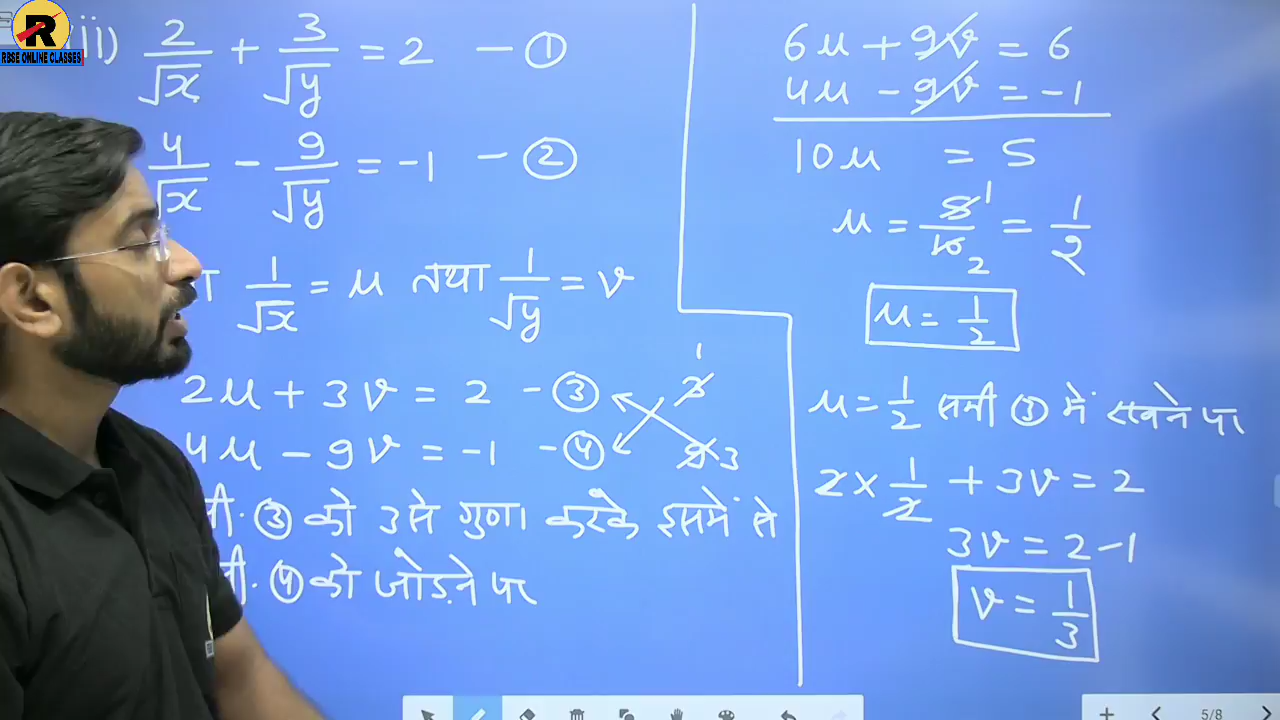 RBSE ONLINE CLASSES
ii) 2/√x + 3/√y = 2 — ①
4/√x - 9/√y = -1 — ②
1/√x = u तथा 1/√y = v
2u + 3v = 2 - ③
4u - 9v = -1 - ④
③ को 3 से गुणा करके इसमें से
④ को जोड़ने पर
1
2
9 3
6u + 9v = 6
4u - 9v = -1
10u = 5
u = 5/10 1/2 = 1/2
u = 1/2
u = 1/2 समी ③ में रखने पर
2 × 1/2 + 3v = 2
3v = 2 - 1
v = 1/3
5/8